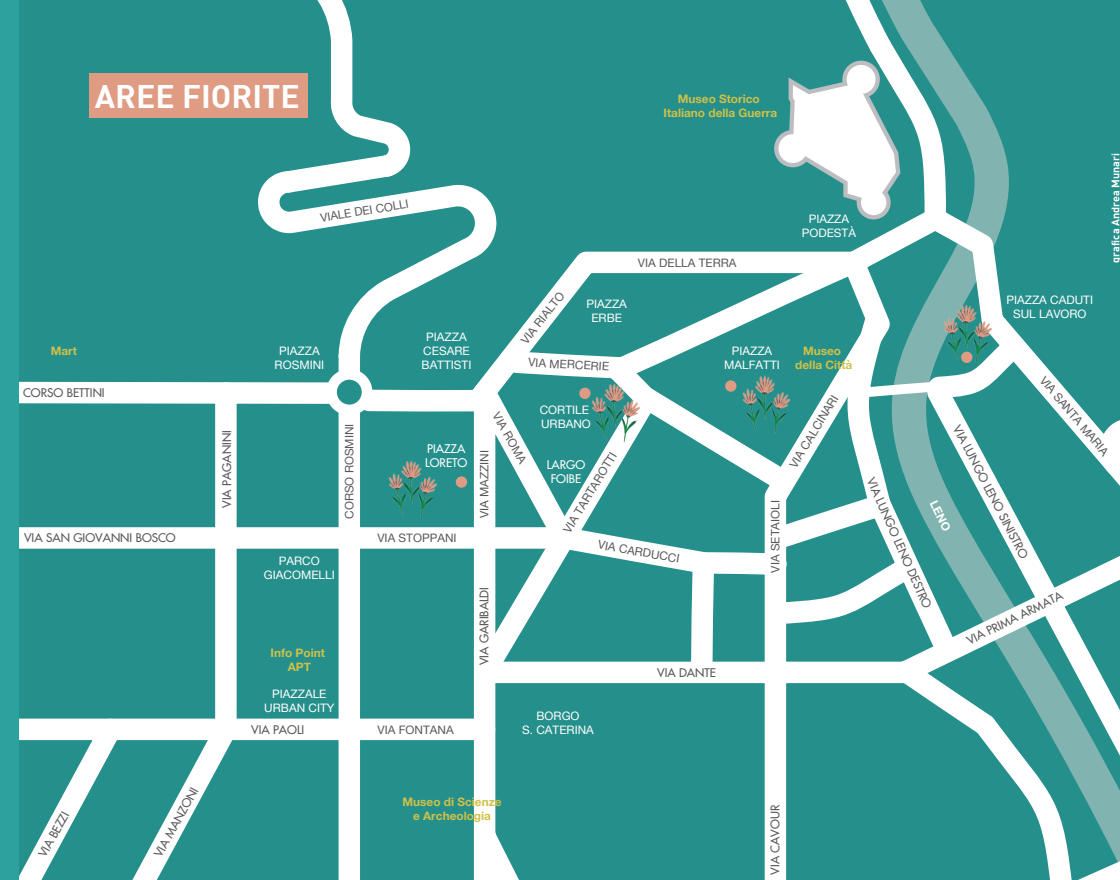 AREE FIORITE
Museo Storico
Italiano della Guerra
grafica Andrea Munari
VIALE DEI COLLI
PIAZZA
PODESTÀ
VIA DELLA TERRA
PIAZZA
ERBE
VIA RIALTO
PIAZZA CADUTI
SUL LAVORO
Mart
PIAZZA
ROSMINI
PIAZZA
CESARE
BATTISTI
VIA MERCERIE
PIAZZA
MALFATTI
Museo
della Città
CORSO BETTINI
CORTILE
URBANO
VIA SANTA MARIA
VIA CALCINARI
VIA PAGANINI
CORSO ROSMINI
PIAZZA
LORETO
VIA MAZZINI
VIA ROMA
LARGO
FOIBE
VIA TARTAROTTI
VIA LUNGO LENO SINISTRO
LENO
VIA LUNGO LENO DESTRO
VIA SETAIOLI
VIA SAN GIOVANNI BOSCO
VIA STOPPANI
VIA CARDUCCI
PARCO
GIACOMELLI
VIA GARIBALDI
VIA PRIMA ARMATA
Info Point
APT
VIA DANTE
PIAZZALE
URBAN CITY
BORGO
S. CATERINA
VIA PAOLI
VIA FONTANA
Museo di Scienze
e Archeologia
VIA BEZZI
VIA MANZONI
VIA CAVOUR